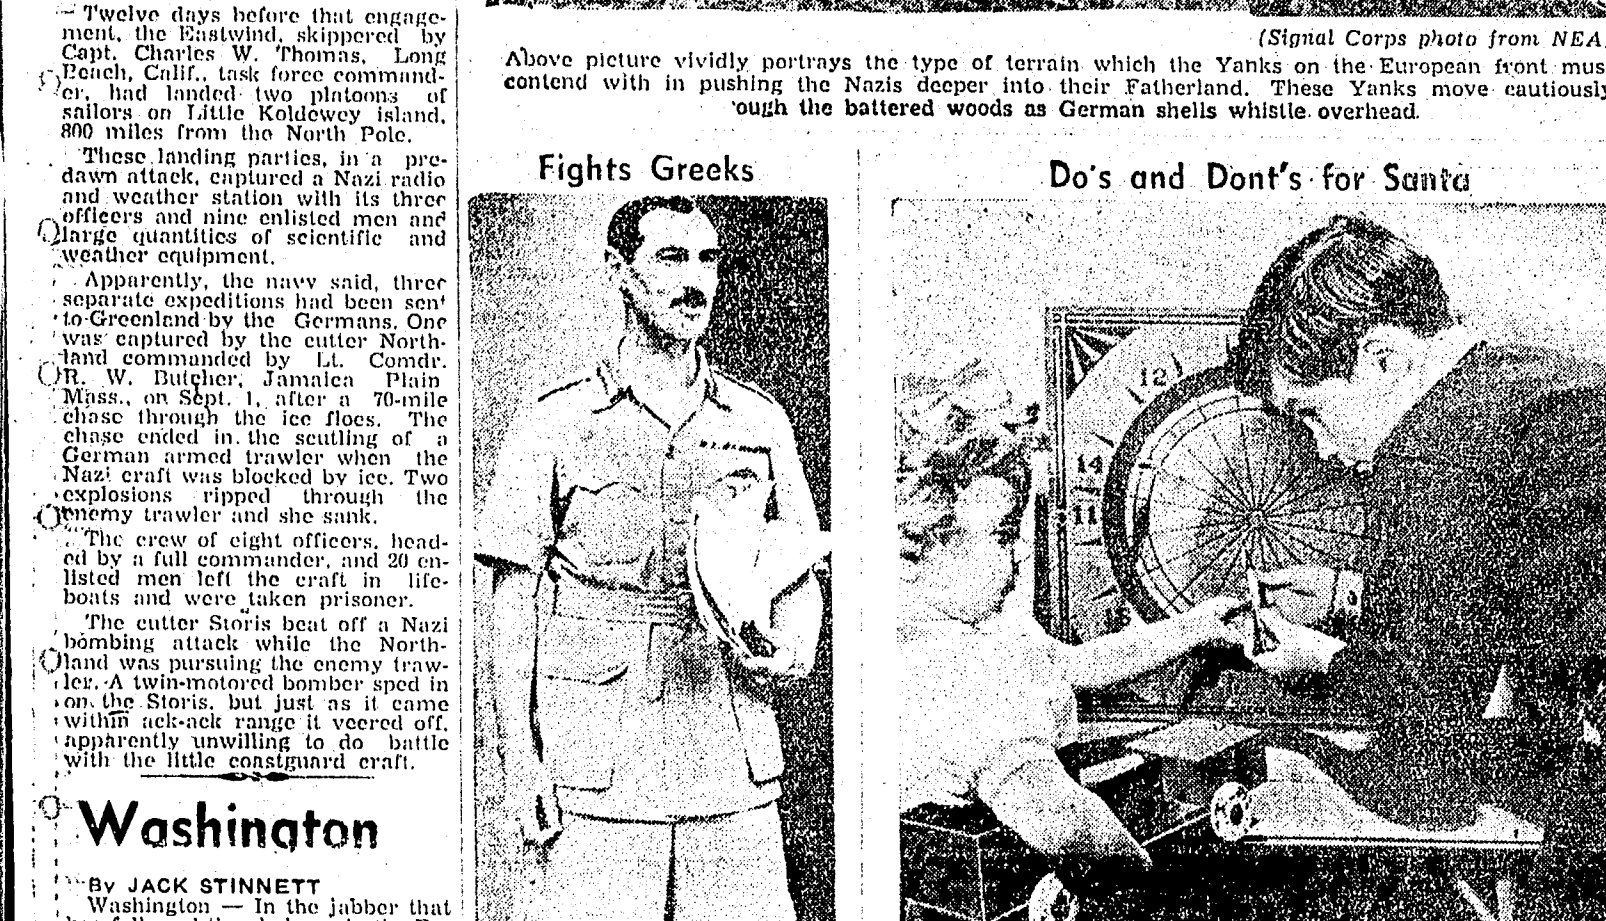 Twelve days before that engage-
ment, the Eastwind, skippered by
Capt. Charles W. Thomas, Long
Beach, Calif., task force command-
er, had landed two platoons of
sailors on Little Koldewey island,
800 miles from the North Pole.
These landing parties, in a pre-
dawn attack, captured a Nazi radio
and weather station with its three
officers and nine enlisted men and
large quantities of scientific and
weather equipment.
Apparently, the navy said, three
separate expeditions had been sent
to Greenland by the Germans. One
was captured by the cutter North-
land commanded by Lt. Comdr.
R. W. Butcher, Jamaica Plain
Mass., on Sept. 1, after a 70-mile
chase through the ice floes. The
chase ended in the scutling of a
German armed trawler when the
Nazi craft was blocked by ice. Two
explosions ripped through the
enemy trawler and she sank.
The crew of eight officers, head-
ed by a full commander, and 20 en-
listed men left the craft in life-
boats and were taken prisoner.
The cutter Storis beat off a Nazi
bombing attack while the North-
land was pursuing the enemy traw-
ler. A twin-motored bomber sped in
on the Storis, but just as it came
within ack-ack range it veered off,
apparently unwilling to do battle
with the little coastguard craft.
Washington
By JACK STINNETT
Washington — In the jabber that
(Signal Corps photo from NEA
Above picture vividly portrays the type of terrain which the Yanks on the European front mus
contend with in pushing the Nazis deeper into their Fatherland. These Yanks move cautiously
ough the battered woods as German shells whistle overhead.
Fights Greeks
Do's and Dont's for Santa
12
14
11